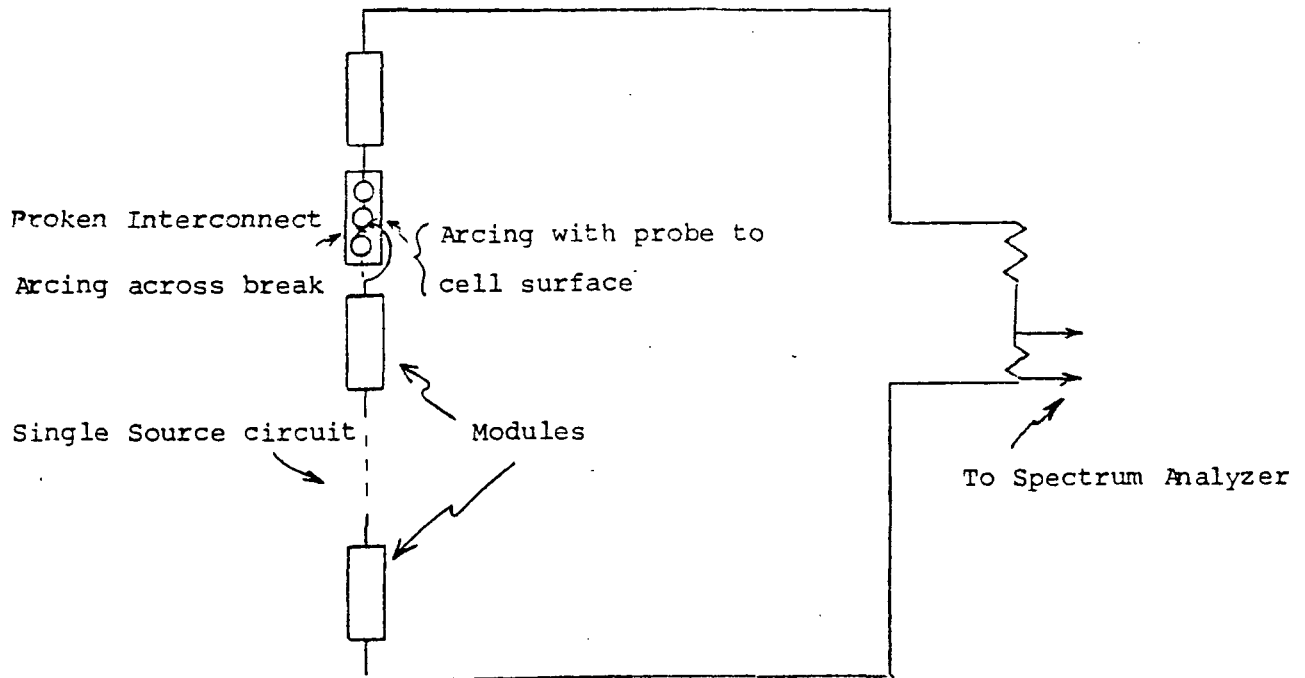 Proken Interconnect
Arcing across break
Arcing with probe to
cell surface
Single Source circuit
Modules
To Spectrum Analyzer